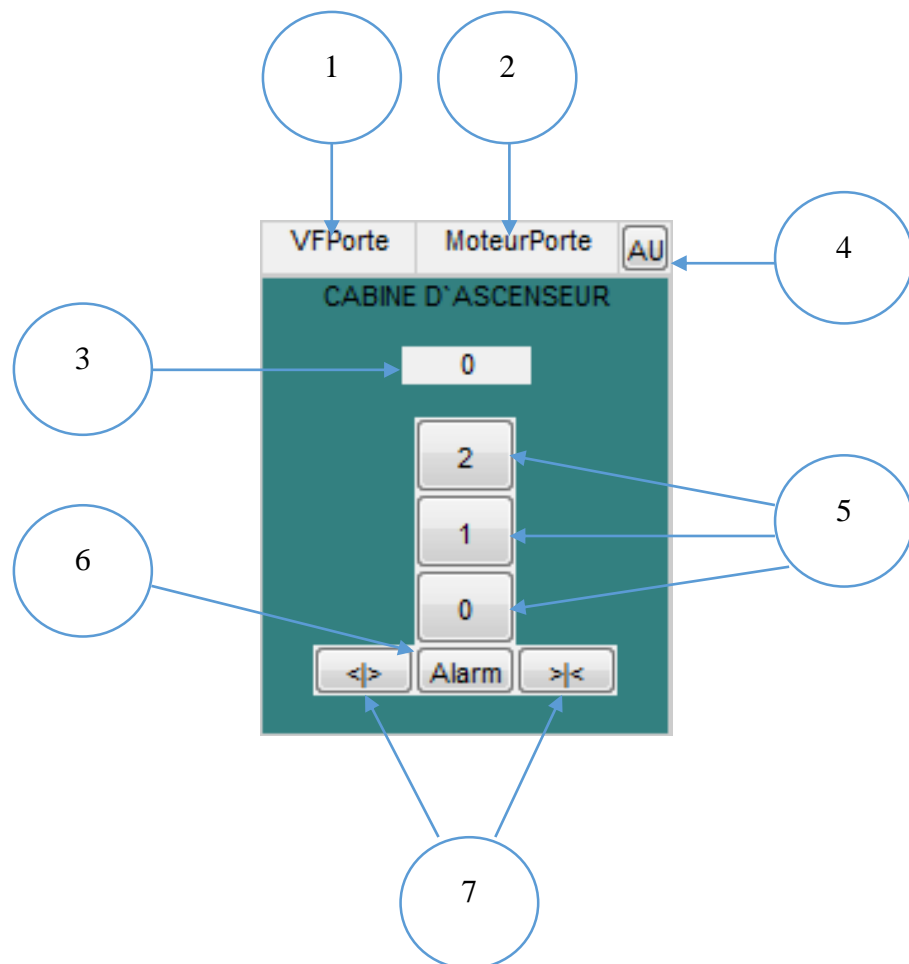 1
2
VFPorte
MoteurPorte
AU
4
CABINE D`ASCENSEUR
3
0
2
5
1
6
0
<|>
Alarm
>|<
7